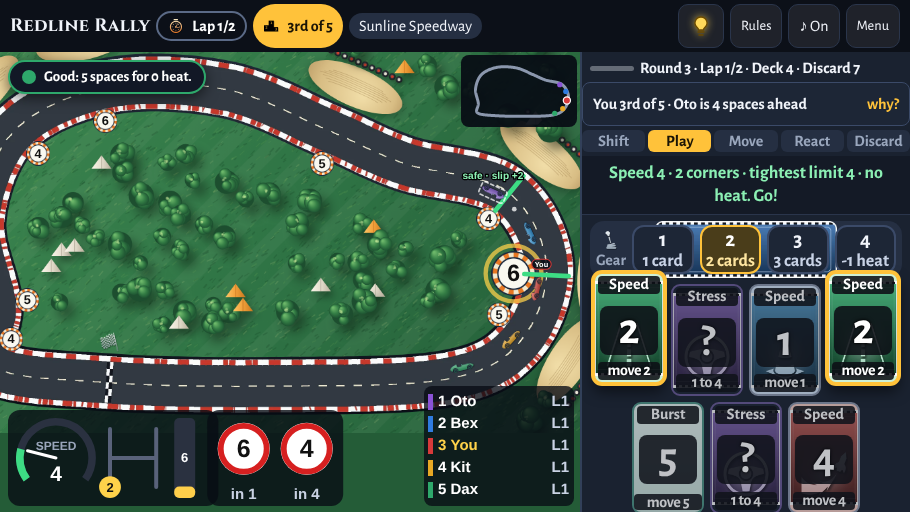 REDLINE RALLY
Lap 1/2
3rd of 5
Sunline Speedway
Rules
♪ On
Menu
Good: 5 spaces for 0 heat.
Round 3 · Lap 1/2 · Deck 4 · Discard 7
You 3rd of 5 · Oto is 4 spaces ahead
why?
Shift
Play
Move
React
Discard
Speed 4 · 2 corners · tightest limit 4 · no
heat. Go!
Gear
1
1 card
2
2 cards
3
3 cards
4
-1 heat
Speed
2
move 2
Stress
?
1 to 4
Speed
1
move 1
Speed
2
move 2
Burst
5
move 5
Stress
?
1 to 4
Speed
4
move 4
6
4
5
safe · slip +2
4
You
6
5
5
4
SPEED
4
2
6
6
in 1
4
in 4
1 Oto L1
2 Bex L1
3 You L1
4 Kit L1
5 Dax L1